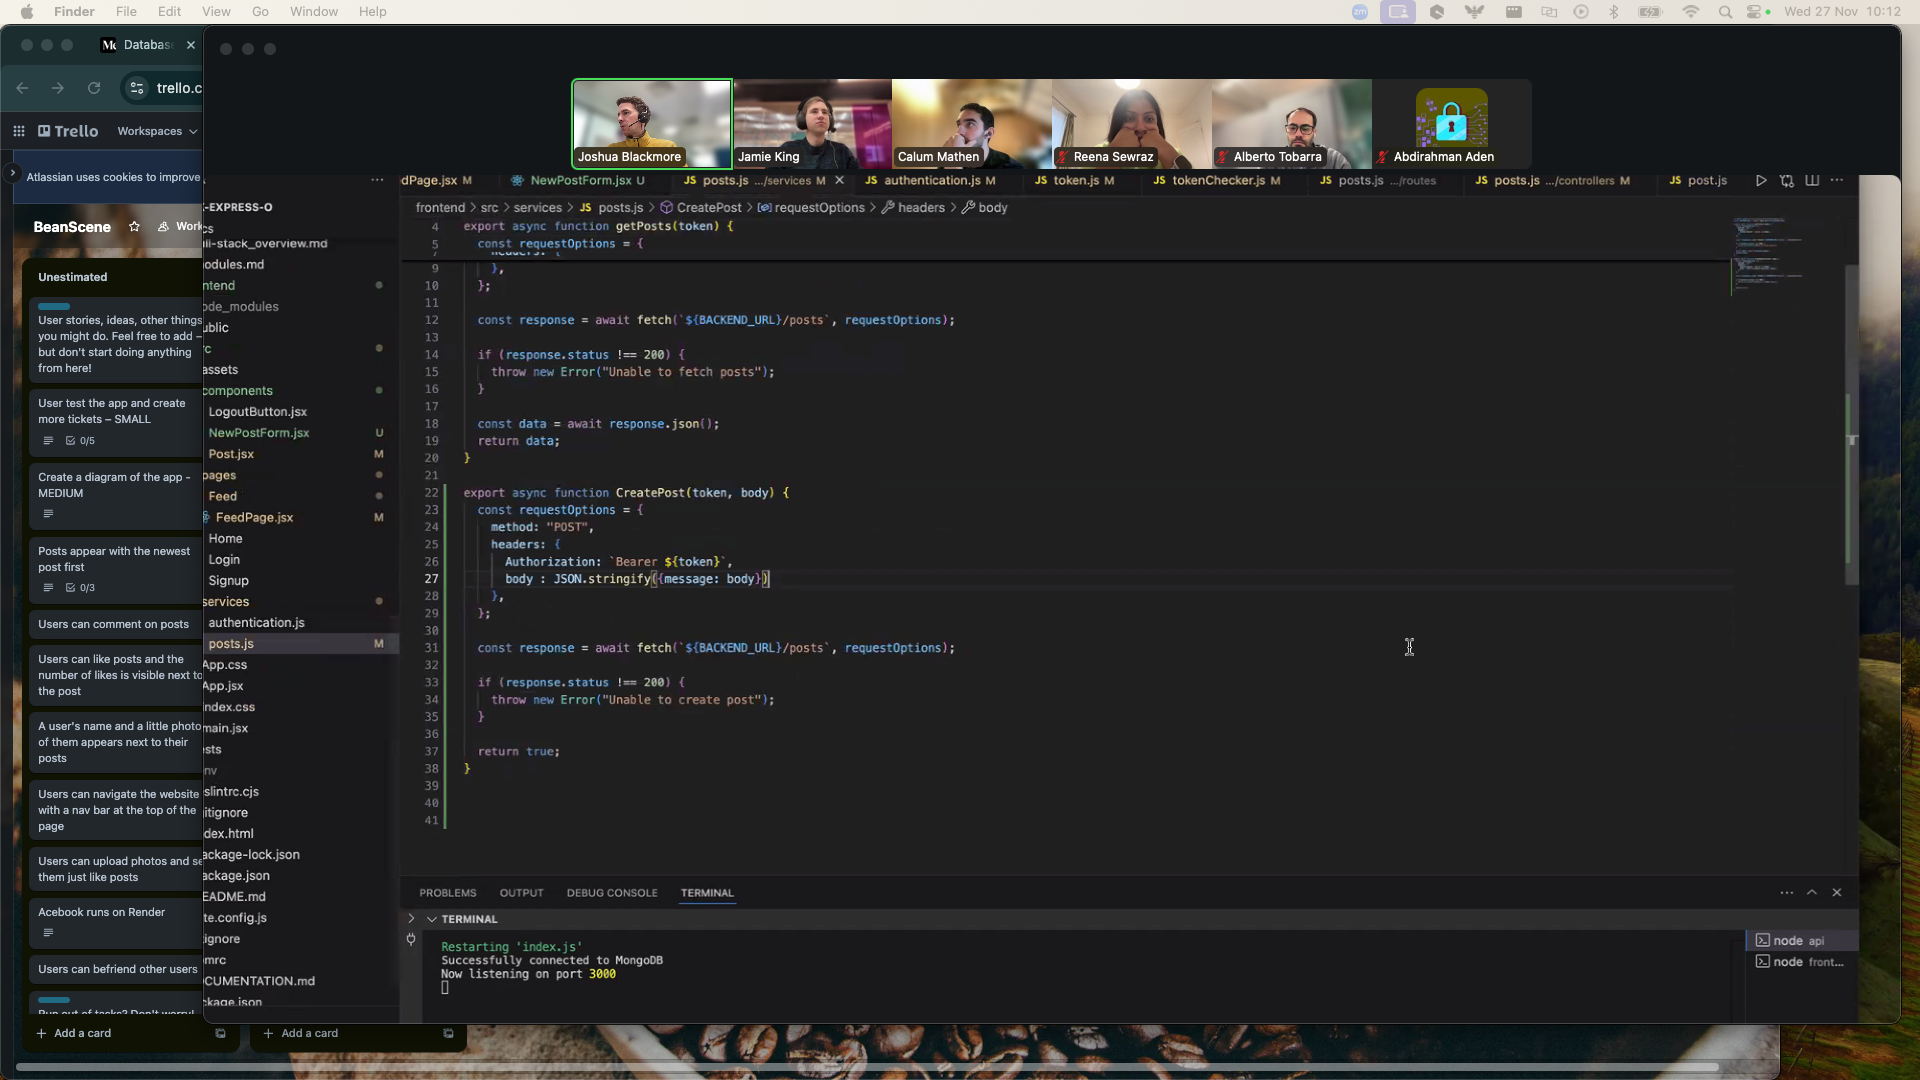 Finder File Edit View Go Window Help
zm
Wed 27 Nov 10:12
Database
trello.c
Trello Workspaces
Atlassian uses cookies to improve
BeanScene
Work
Unestimated
User stories, ideas, other things
you might do. Feel free to add –
but don't start doing anything
from here!
User test the app and create
more tickets – SMALL
0/5
Create a diagram of the app -
MEDIUM
Posts appear with the newest
post first
0/3
Users can comment on posts
Users can like posts and the
number of likes is visible next to
the post
A user's name and a little photo
of them appears next to their
posts
Users can navigate the website
with a nav bar at the top of the
page
Users can upload photos and se
them just like posts
Acebook runs on Render
Users can befriend other users
Run out of tasks? Don't worry!
+ Add a card
+ Add a card
Joshua Blackmore
Jamie King
Calum Mathen
Reena Sewraz
Alberto Tobarra
Abdirahman Aden
dPage.jsx M
NewPostForm.jsx U
JS posts.js .../services M
JS authentication.js M
JS token.js M
JS tokenChecker.js M
JS posts.js .../routes
JS posts.js .../controllers M
JS post.js
frontend > src > services > JS posts.js > CreatePost > requestOptions > headers > body
-EXPRESS-O
cs
ull-stack_overview.md
odules.md
ntend
ode_modules
ublic
rc
assets
components
LogoutButton.jsx
NewPostForm.jsx U
Post.jsx M
pages
Feed
FeedPage.jsx M
Home
Login
Signup
services
authentication.js
posts.js M
App.css
App.jsx
ndex.css
main.jsx
ests
nv
slintrc.cjs
itignore
dex.html
ackage-lock.json
ackage.json
EADME.md
te.config.js
ignore
mrc
CUMENTATION.md
ckage.json
4 export async function getPosts(token) {
5 const requestOptions = {
7 headers: {
9 },
10 };
11
12 const response = await fetch(`${BACKEND_URL}/posts`, requestOptions);
13
14 if (response.status !== 200) {
15 throw new Error("Unable to fetch posts");
16 }
17
18 const data = await response.json();
19 return data;
20 }
21
22 export async function CreatePost(token, body) {
23 const requestOptions = {
24 method: "POST",
25 headers: {
26 Authorization: `Bearer ${token}`,
27 body : JSON.stringify({message: body})
28 },
29 };
30
31 const response = await fetch(`${BACKEND_URL}/posts`, requestOptions);
32
33 if (response.status !== 200) {
34 throw new Error("Unable to create post");
35 }
36
37 return true;
38 }
39
40
41
PROBLEMS OUTPUT DEBUG CONSOLE TERMINAL
TERMINAL
Restarting 'index.js'
Successfully connected to MongoDB
Now listening on port 3000
node api
node front...